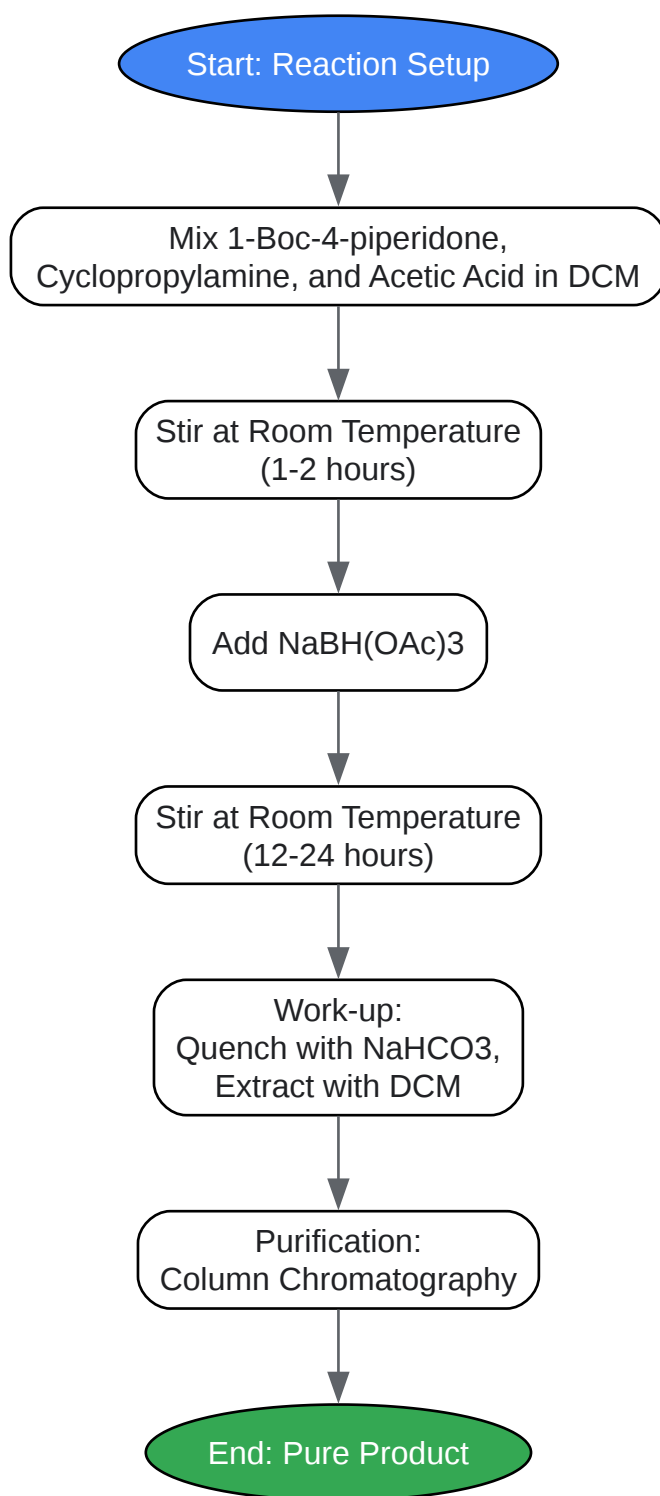 Start: Reaction Setup
Mix 1-Boc-4-piperidone,
Cyclopropylamine, and Acetic Acid in DCM
Stir at Room Temperature
(1-2 hours)
Add NaBH(OAc)3
Stir at Room Temperature
(12-24 hours)
Work-up:
Quench with NaHCO3,
Extract with DCM
Purification:
Column Chromatography
End: Pure Product